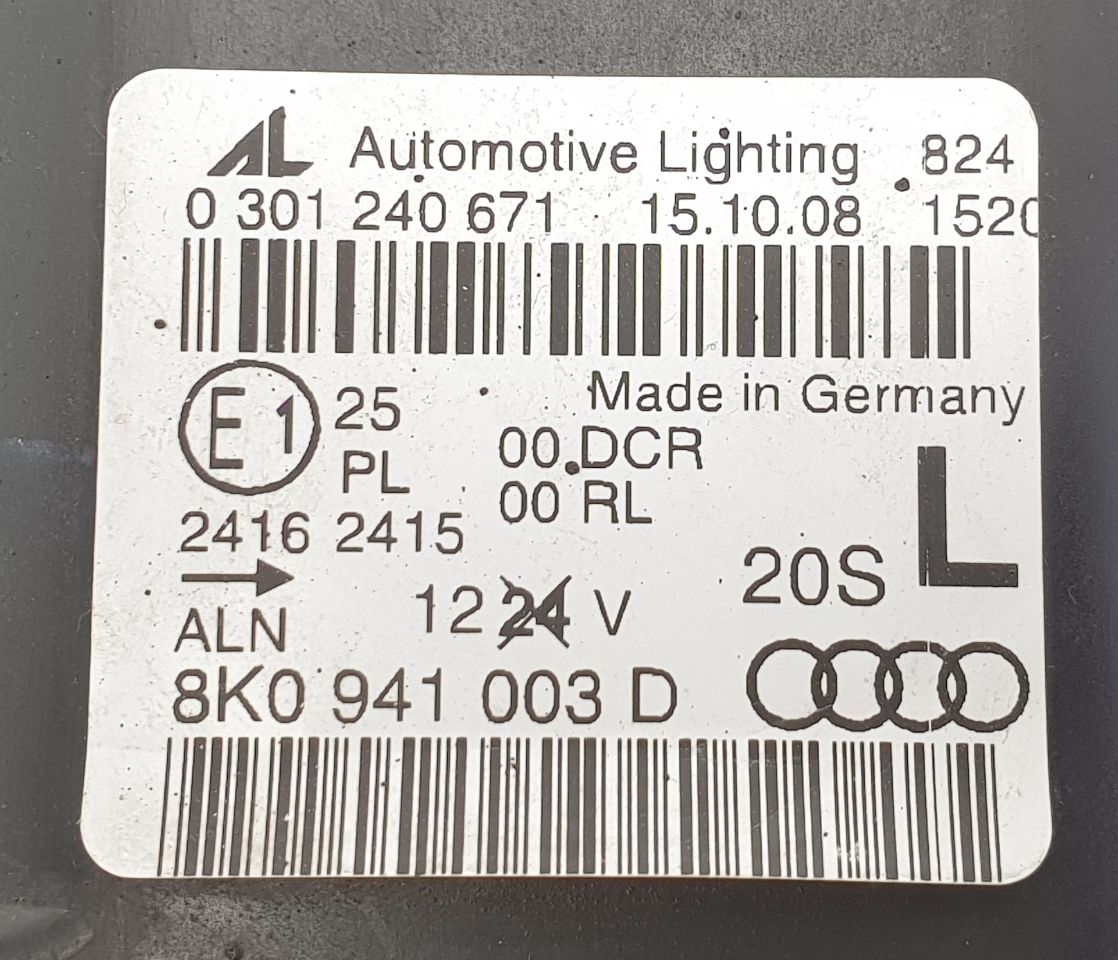 AL Automotive Lighting 824
0 301 240 671 15.10.08 1520
E1 25 Made in Germany
PL 00 DCR
00 RL
2416 2415
20S L
→
ALN 12 24 V
8K0 941 003 D